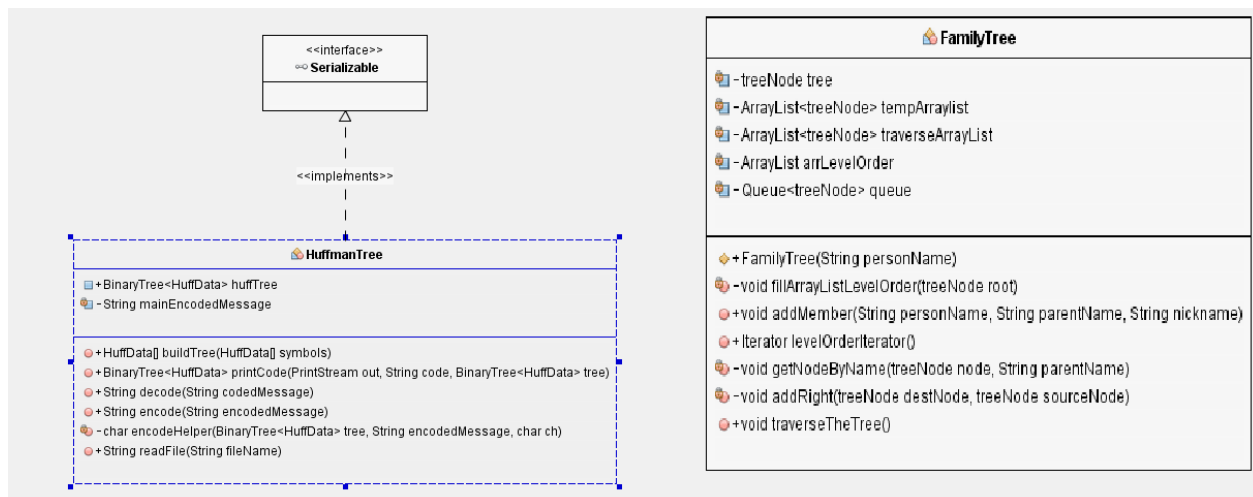 <<interface>>
Serializable
<<implements>>
HuffmanTree
+BinaryTree<HuffData> huffTree
-String mainEncodedMessage
+HuffData[] buildTree(HuffData[] symbols)
+BinaryTree<HuffData> printCode(PrintStream out, String code, BinaryTree<HuffData> tree)
+String decode(String codedMessage)
+String encode(String encodedMessage)
-char encodeHelper(BinaryTree<HuffData> tree, String encodedMessage, char ch)
+String readFile(String fileName)
FamilyTree
-treeNode tree
-ArrayList<treeNode> tempArraylist
-ArrayList<treeNode> traverseArrayList
-ArrayList arrLevelOrder
-Queue<treeNode> queue
+FamilyTree(String personName)
-void fillArrayListLevelOrder(treeNode root)
+void addMember(String personName, String parentName, String nickname)
+Iterator levelOrderIterator()
-void getNodeByName(treeNode node, String parentName)
-void addRight(treeNode destNode, treeNode sourceNode)
+void traverseTheTree()